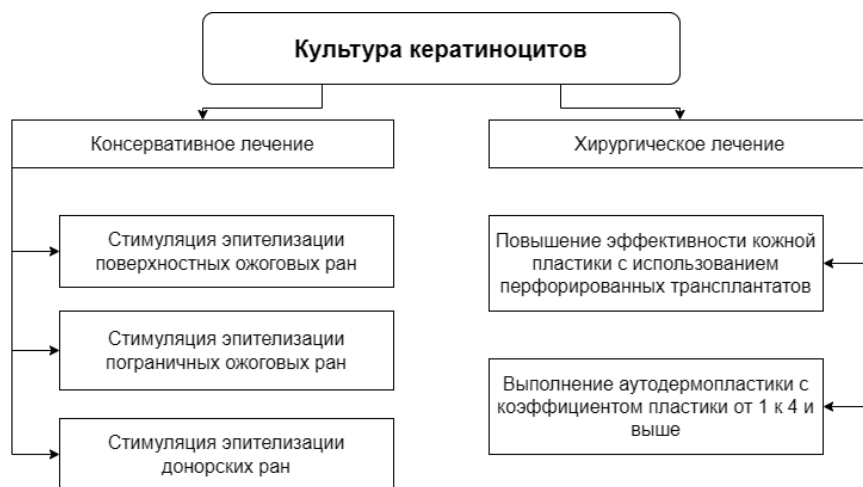 Культура кератиноцитов
Консервативное лечение
Хирургическое лечение
Стимуляция эпителизации
поверхностных ожоговых ран
Стимуляция эпителизации
пограничных ожоговых ран
Стимуляция эпителизации
донорских ран
Повышение эффективности кожной
пластики с использованием
перфорированных трансплантатов
Выполнение аутодермопластики с
коэффициентом пластики от 1 к 4 и
выше